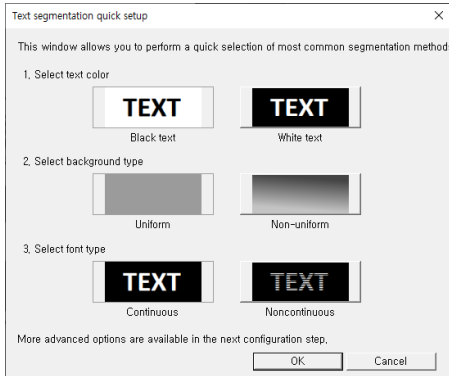 Text segmentation quick setup
This window allows you to perform a quick selection of most common segmentation methods
1. Select text color
TEXT TEXT
Black text White text
2. Select background type
Uniform Non-uniform
3. Select font type
TEXT TEXT
Continuous Noncontinuous
More advanced options are available in the next configuration step.
OK Cancel